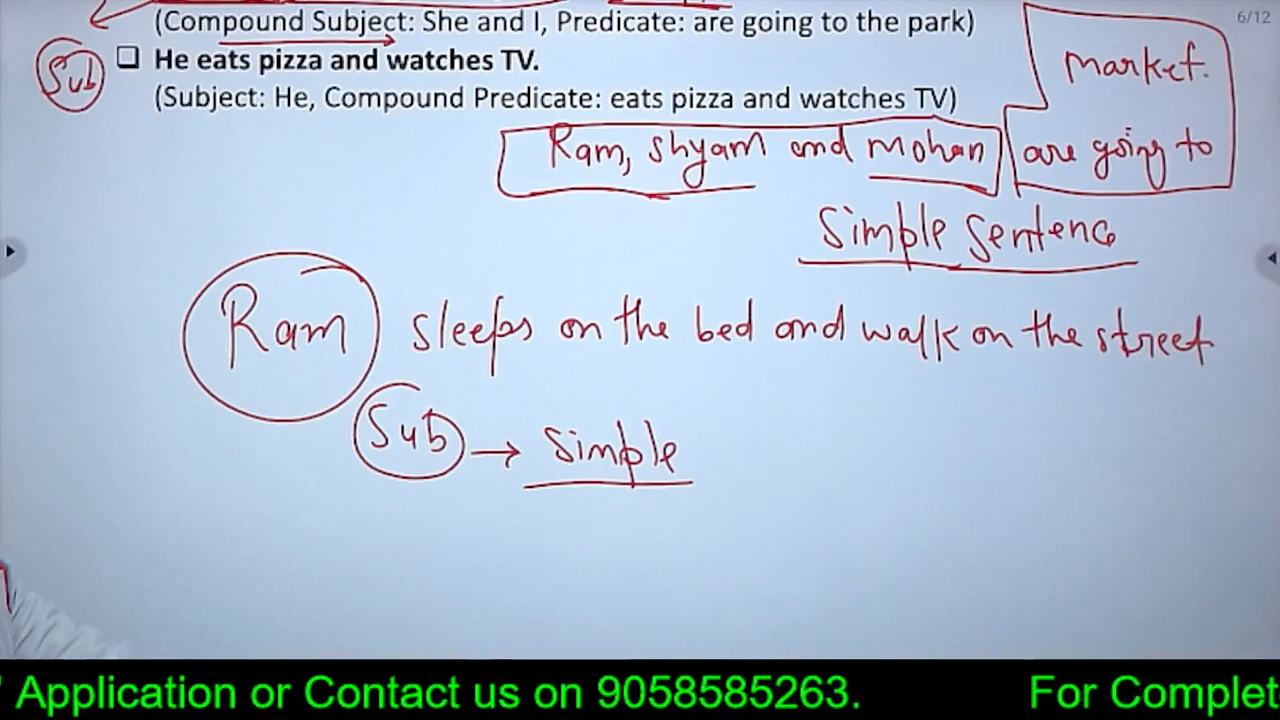 6/12
(Compound Subject: She and I, Predicate: are going to the park)
Sub
❑ He eats pizza and watches TV.
(Subject: He, Compound Predicate: eats pizza and watches TV)
market.
Ram, Shyam and mohan are going to
Simple Sentence
Ram sleeps on the bed and walk on the street
Sub → Simple
Application or Contact us on 9058585263. For Complet